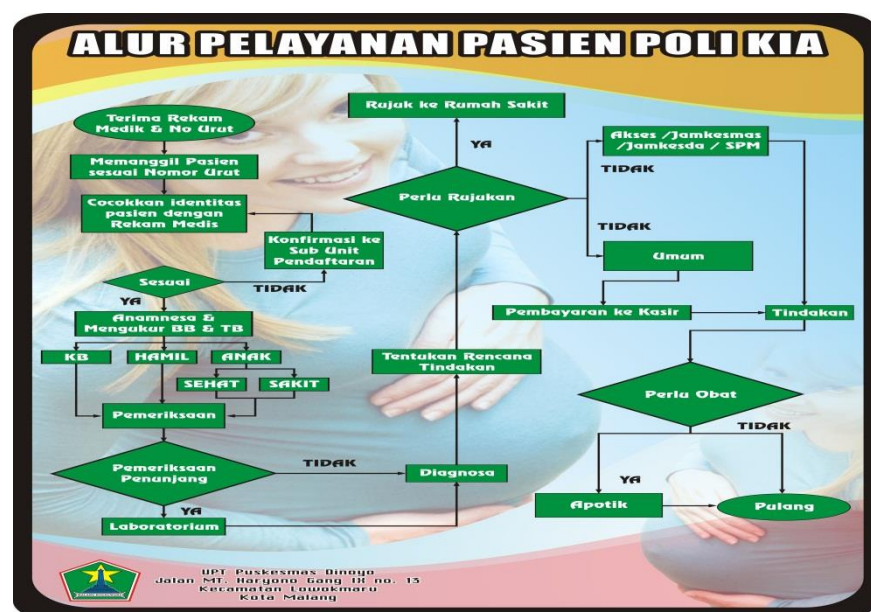 ALUR PELAYANAN PASIEN POLI KIA
Terima Rekam
Medik & No Urut
Memanggil Pasien
sesuai Nomor Urut
Cocokkan identitas
pasien dengan
Rekam Medis
Konfirmasi ke
Sub Unit
Pendaftaran
Sesuai
TIDAK
YA
Anamnesa &
Mengukur BB & TB
KB
HAMIL
ANAK
SEHAT
SAKIT
Pemeriksaan
Pemeriksaan
Penunjang
TIDAK
YA
Laboratorium
Diagnosa
Tentukan Rencana
Tindakan
Perlu Rujukan
YA
Rujuk ke Rumah Sakit
TIDAK
Akses /Jamkesmas
/Jamkesda / SPM
TIDAK
Umum
Pembayaran ke Kasir
Tindakan
Perlu Obat
TIDAK
YA
Apotik
Pulang
UPT Puskesmas Dinoyo
Jalan MT. Haryono Gang IX no. 13
Kecamatan Lowokmaru
Kota Malang